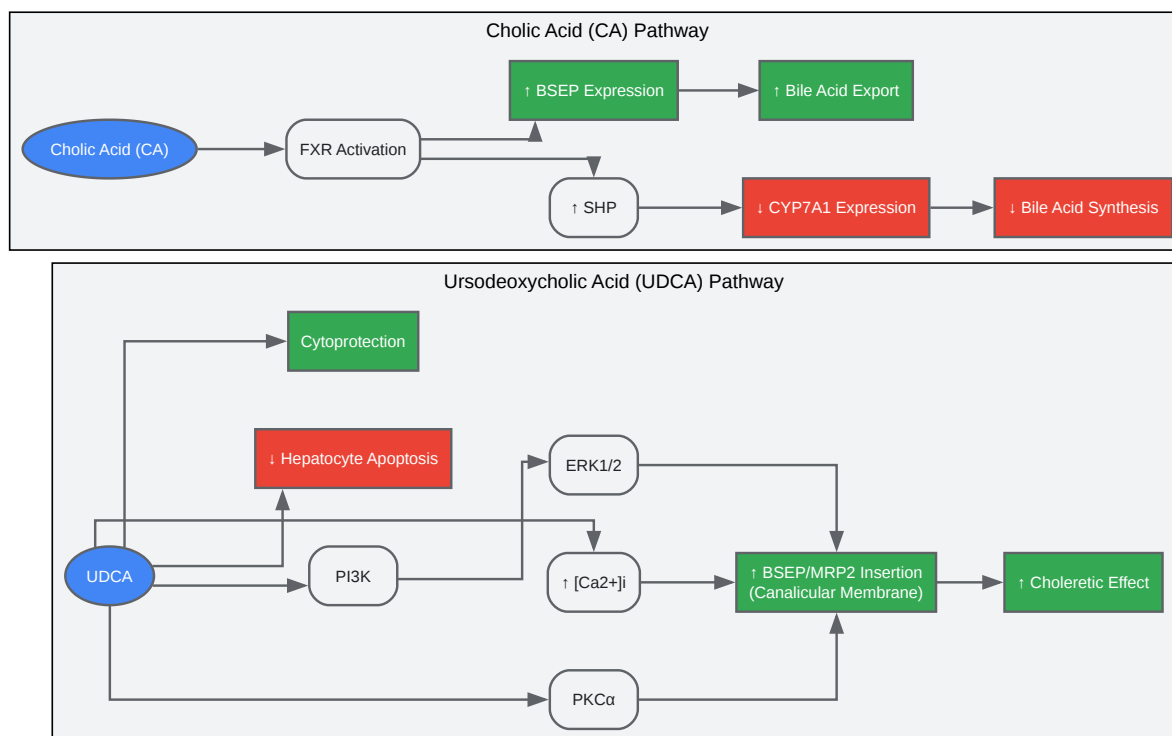 Cholic Acid (CA) Pathway
↑ BSEP Expression
↑ Bile Acid Export
Cholic Acid (CA)
FXR Activation
↑ SHP
↓ CYP7A1 Expression
↓ Bile Acid Synthesis
Ursodeoxycholic Acid (UDCA) Pathway
Cytoprotection
↓ Hepatocyte Apoptosis
ERK1/2
UDCA
PI3K
↑ [Ca2+]i
↑ BSEP/MRP2 Insertion
(Canalicular Membrane)
↑ Choleretic Effect
PKCα